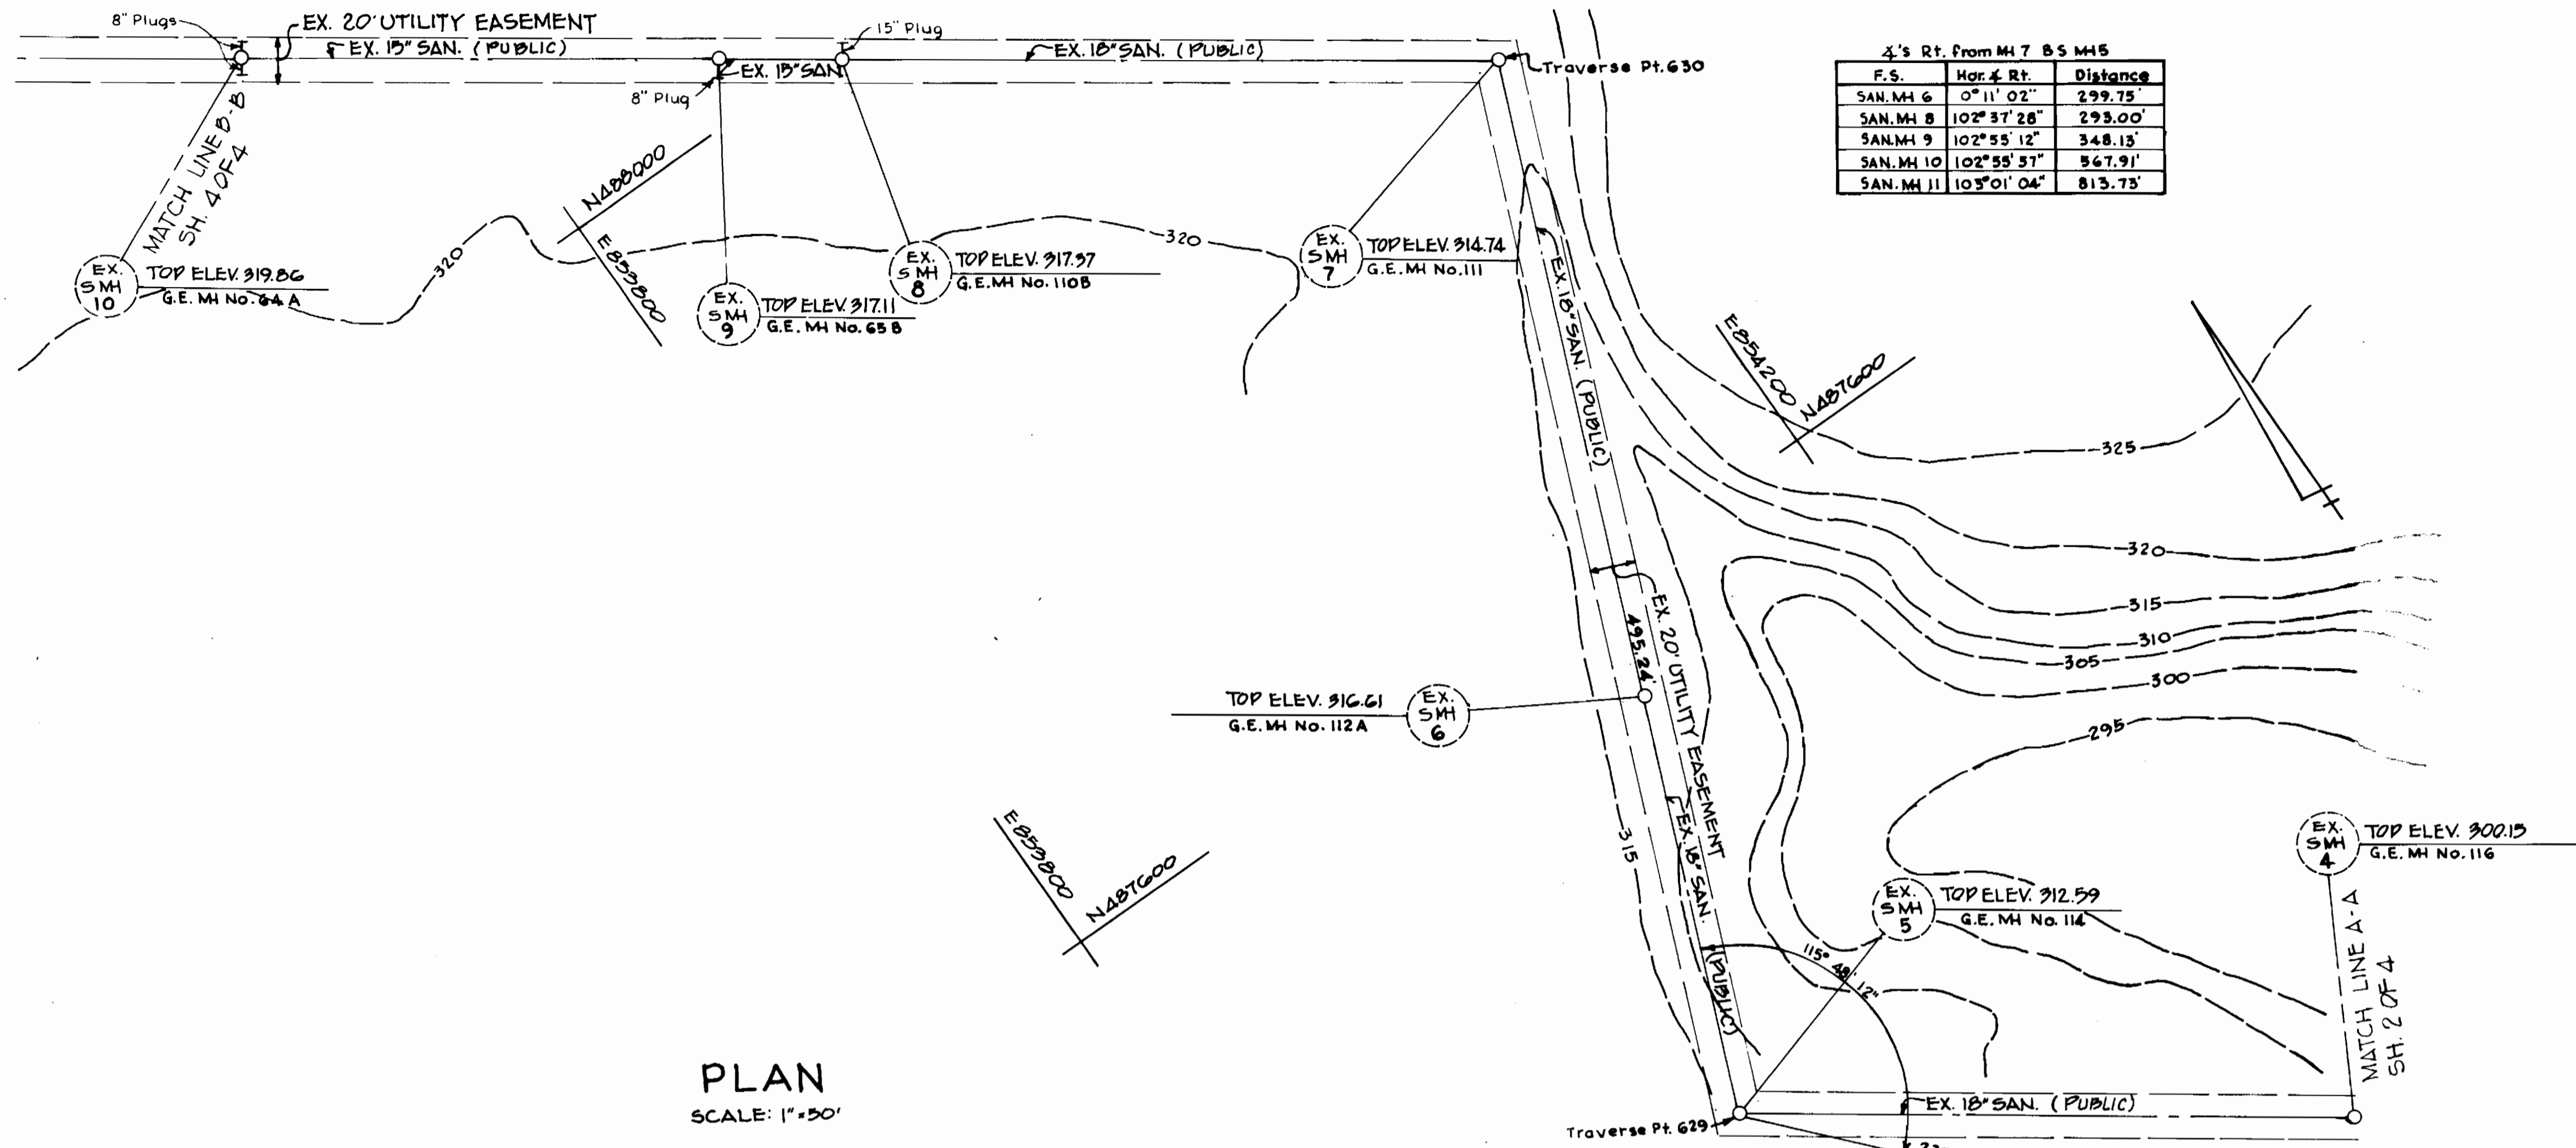 8" Plugs
EX. 20' UTILITY EASEMENT
EX. 15" SAN. (PUBLIC)
15" Plug
EX. 18" SAN. (PUBLIC)
EX. 15" SAN
8" Plug
Traverse Pt. 630
∡'s Rt. from MH 7 B S MH 5
F.S. Hor. ∡ Rt. Distance
SAN. MH 6 0° 11' 02" 299.75'
SAN. MH 8 102° 37' 28" 293.00'
SAN. MH 9 102° 55' 12" 348.13'
SAN. MH 10 102° 55' 57" 567.91'
SAN. MH 11 103° 01' 04" 813.73'
MATCH LINE B-B
SH. 4 OF 4
N488000
E853800
320
320
EX.
SMH
10
TOP ELEV. 319.86
G.E. MH No. 64 A
EX.
SMH
9
TOP ELEV. 317.11
G.E. MH No. 65 B
EX.
SMH
8
TOP ELEV. 317.37
G.E. MH No. 110B
EX.
SMH
7
TOP ELEV. 314.74
G.E. MH No. 111
EX. 18" SAN. (PUBLIC)
E854200
N487600
325
320
315
310
305
300
295
EX. 20' UTILITY EASEMENT
495.24'
TOP ELEV. 316.61
G.E. MH No. 112A
EX.
SMH
6
315
EX. 18" SAN.
(PUBLIC)
E853800
N487600
EX.
SMH
5
TOP ELEV. 312.59
G.E. MH No. 114
EX.
SMH
4
TOP ELEV. 300.15
G.E. MH No. 116
115° 48' 12"
MATCH LINE A-A
SH. 2 OF 4
PLAN
SCALE: 1"=50'
EX. 18" SAN. (PUBLIC)
Traverse Pt. 629